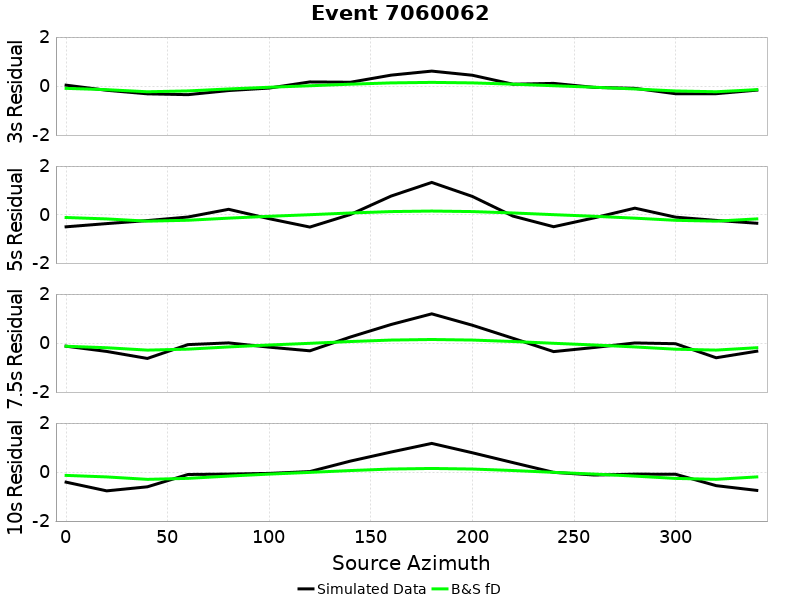 Event 7060062
3s Residual
2
0
-2
5s Residual
2
0
-2
7.5s Residual
2
0
-2
10s Residual
2
0
-2
0 50 100 150 200 250 300
Source Azimuth
Simulated Data B&S fD